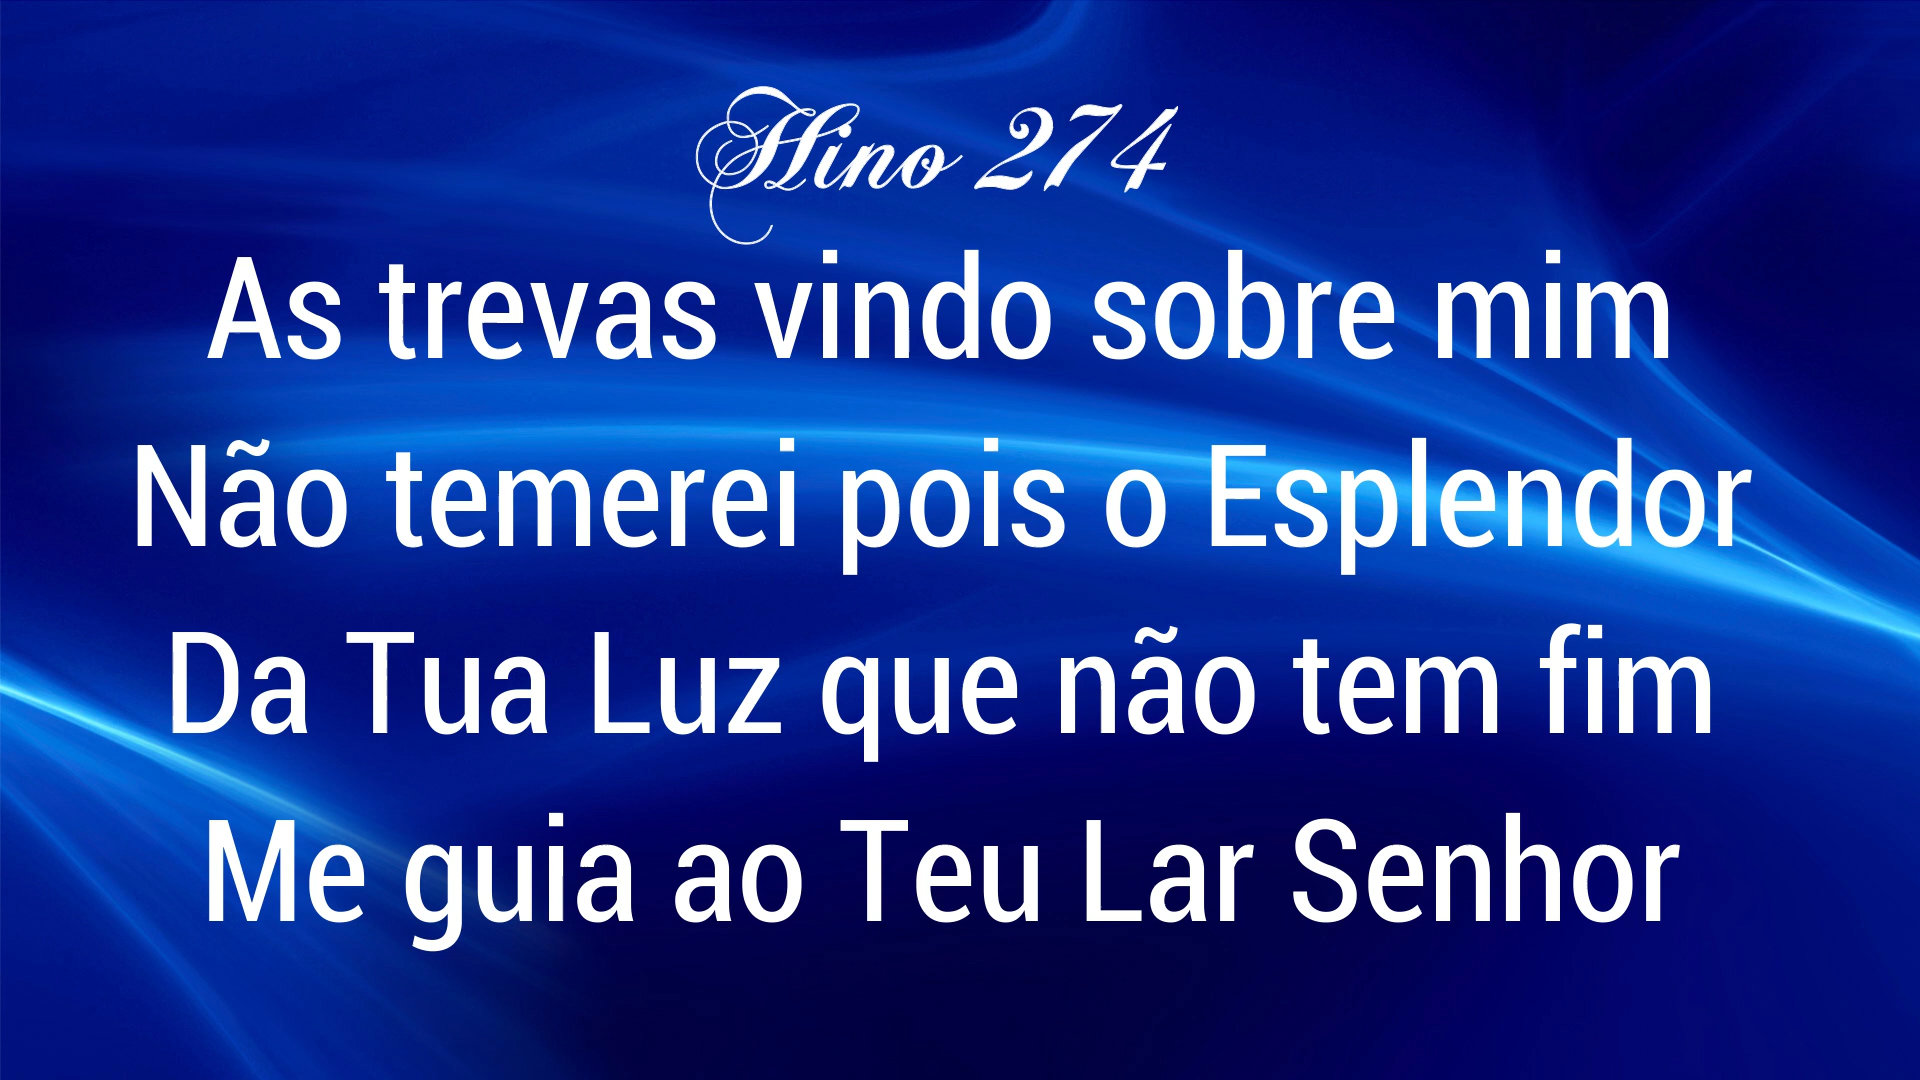 Hino 274
As trevas vindo sobre mim
Não temerei pois o Esplendor
Da Tua Luz que não tem fim
Me guia ao Teu Lar Senhor